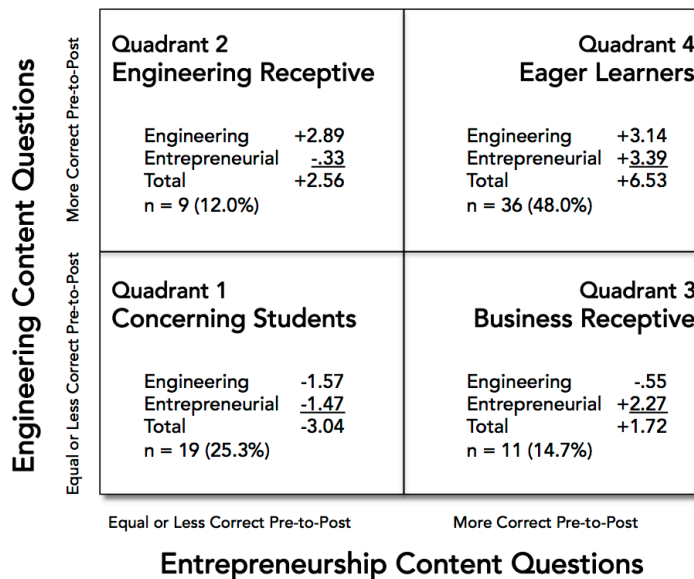 Engineering Content Questions
More Correct Pre-to-Post
Equal or Less Correct Pre-to-Post
Quadrant 2
Engineering Receptive
Engineering +2.89
Entrepreneurial -.33
Total +2.56
n = 9 (12.0%)
Quadrant 4
Eager Learners
Engineering +3.14
Entrepreneurial +3.39
Total +6.53
n = 36 (48.0%)
Quadrant 1
Concerning Students
Engineering -1.57
Entrepreneurial -1.47
Total -3.04
n = 19 (25.3%)
Quadrant 3
Business Receptive
Engineering -.55
Entrepreneurial +2.27
Total +1.72
n = 11 (14.7%)
Equal or Less Correct Pre-to-Post
More Correct Pre-to-Post
Entrepreneurship Content Questions